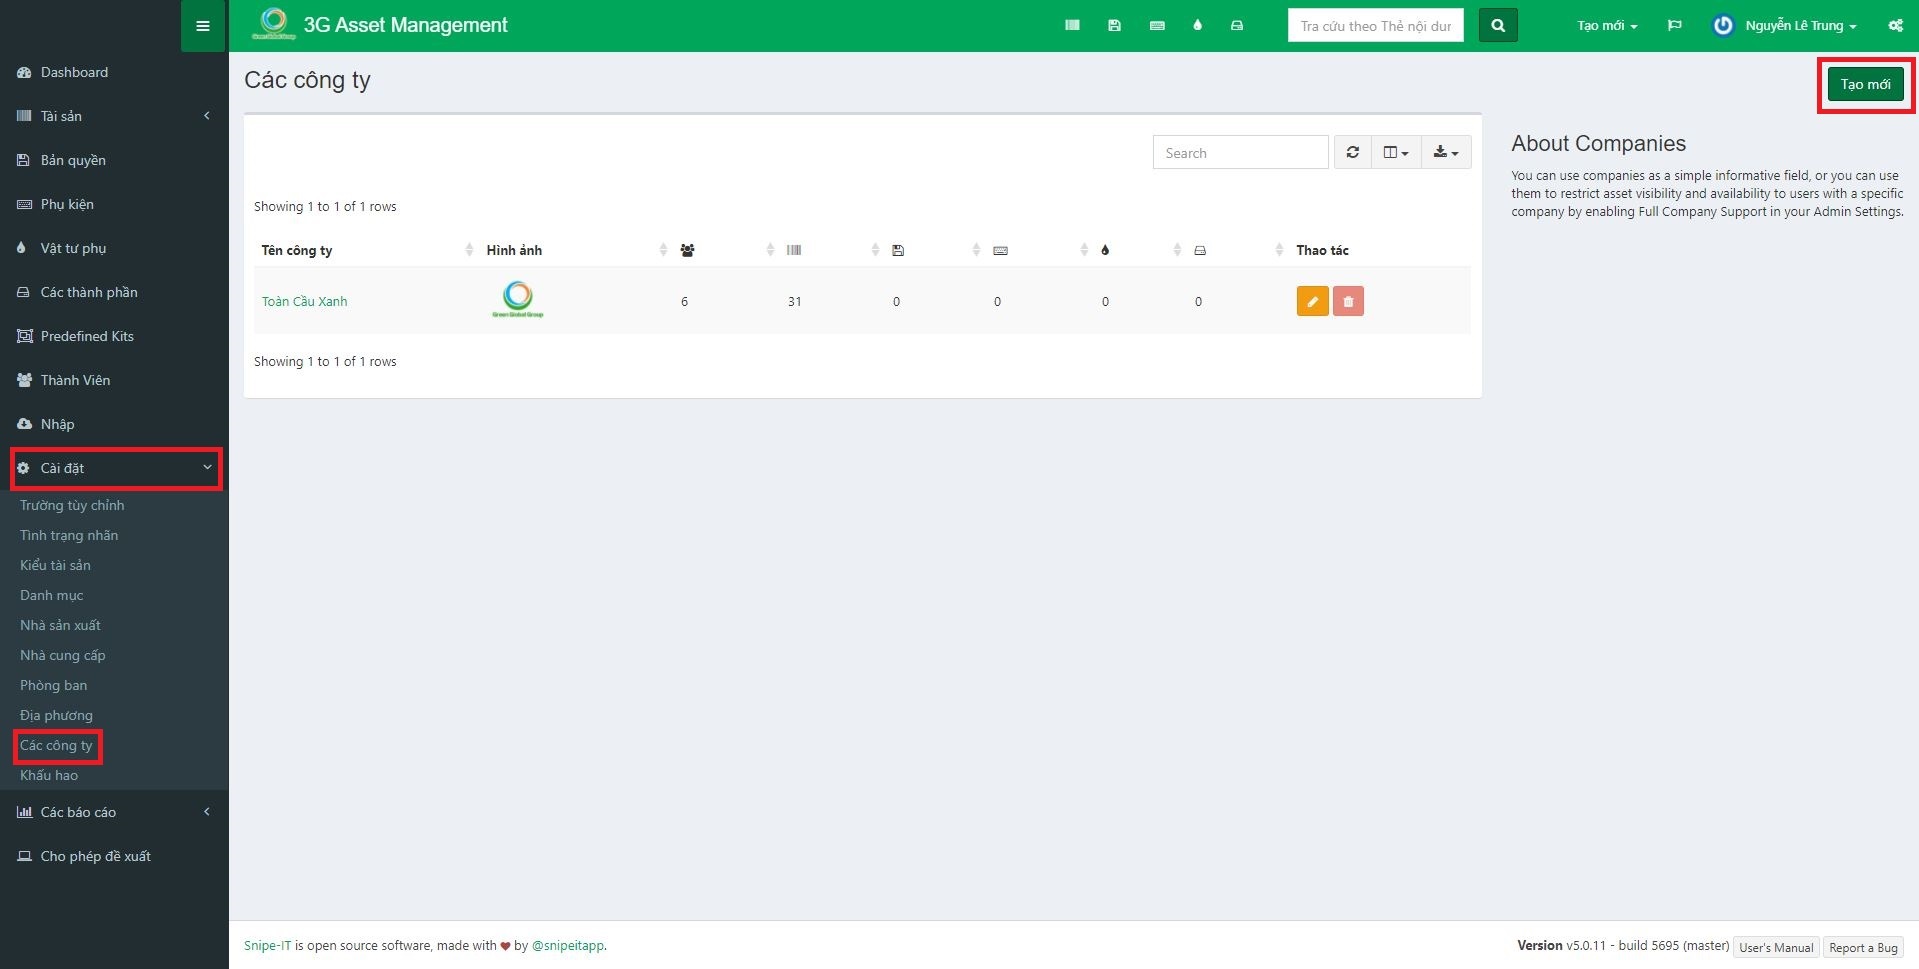 3G Asset Management
Tra cứu theo Thẻ nội dur
Tạo mới
Nguyễn Lê Trung
Dashboard
Tài sản
Bản quyền
Phụ kiện
Vật tư phụ
Các thành phần
Predefined Kits
Thành Viên
Nhập
Cài đặt
Trường tùy chỉnh
Tình trạng nhãn
Kiểu tài sản
Danh mục
Nhà sản xuất
Nhà cung cấp
Phòng ban
Địa phương
Các công ty
Khấu hao
Các báo cáo
Cho phép đề xuất
Các công ty
Tạo mới
Search
Showing 1 to 1 of 1 rows
Tên công ty Hình ảnh Thao tác
Toàn Cầu Xanh Green Global Group 6 31 0 0 0 0
Showing 1 to 1 of 1 rows
About Companies
You can use companies as a simple informative field, or you can use
them to restrict asset visibility and availability to users with a specific
company by enabling Full Company Support in your Admin Settings.
Snipe-IT is open source software, made with ♥ by @snipeitapp.
Version v5.0.11 - build 5695 (master) User's Manual Report a Bug